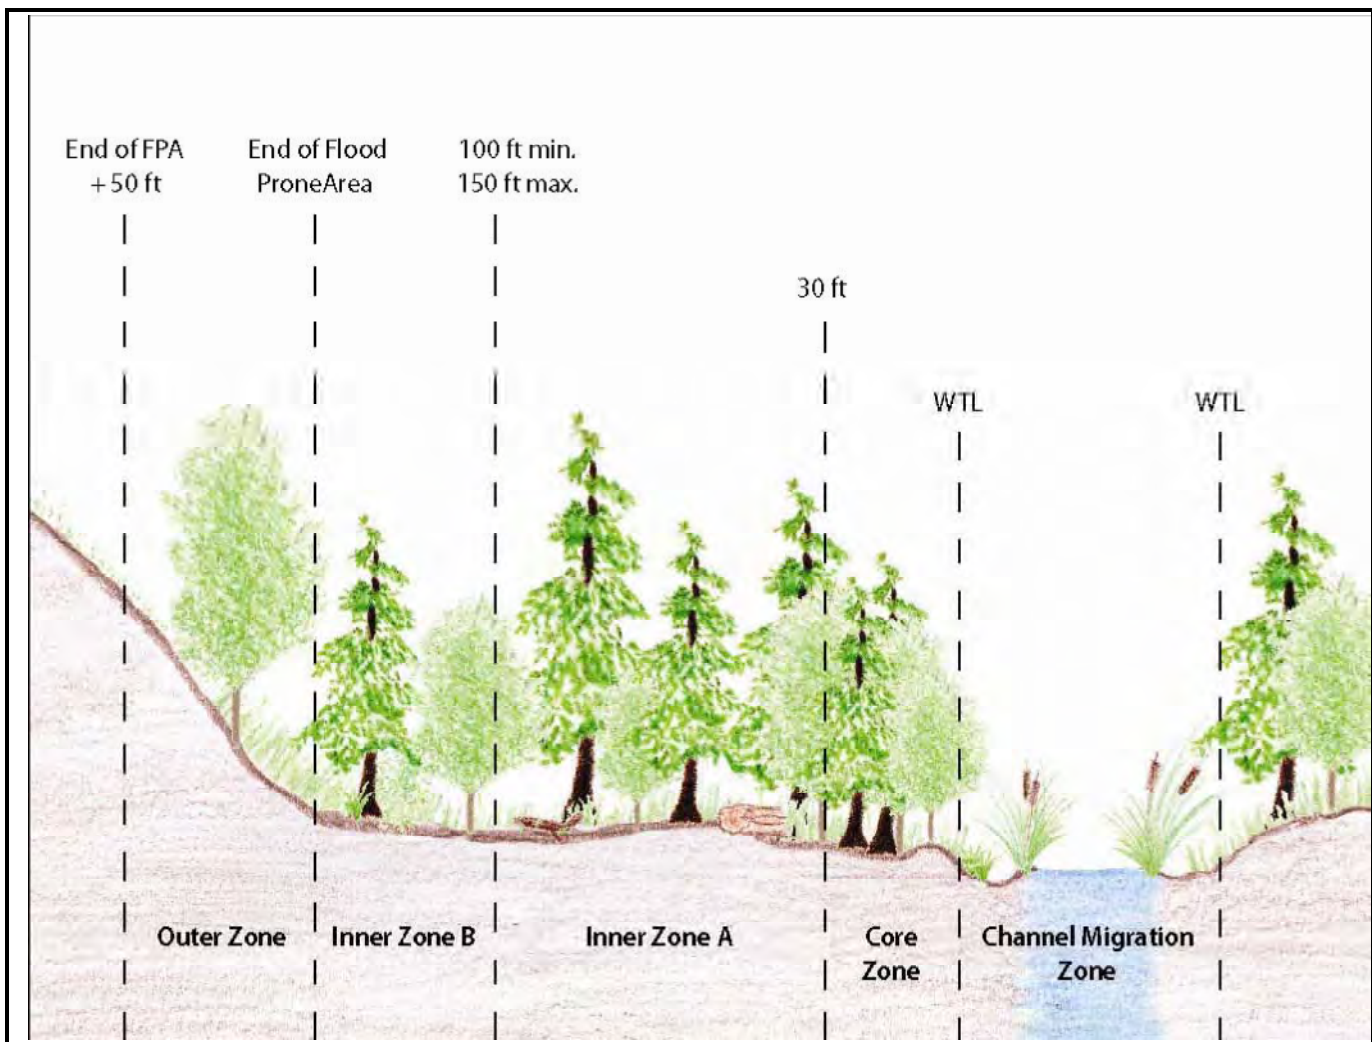 End of FPA
+ 50 ft
End of Flood
ProneArea
100 ft min.
150 ft max.
30 ft
WTL
WTL
Outer Zone
Inner Zone B
Inner Zone A
Core
Zone
Channel Migration
Zone